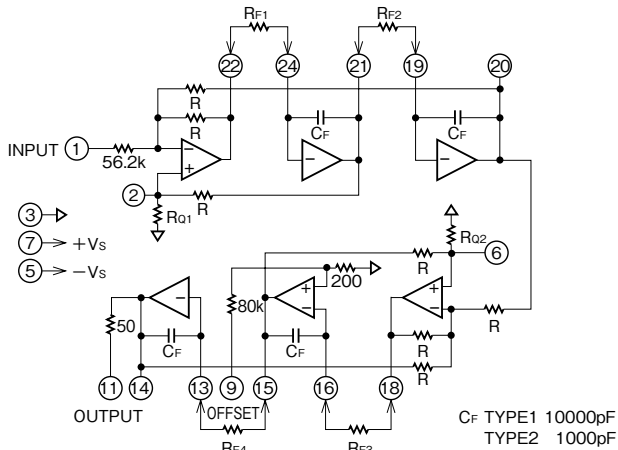 RF1
RF2
22
24
21
19
20
R
R
CF
CF
INPUT 1
56.2k
−
+
−
−
2
R
RQ1
3
7 +VS
5 −VS
RQ2
6
R
200
80k
50
−
+
−
+
−
R
CF
CF
R
R
11
14
13
9
15
16
18
OUTPUT
OFFSET
RF4
RF3
CF TYPE1 10000pF
TYPE2 1000pF